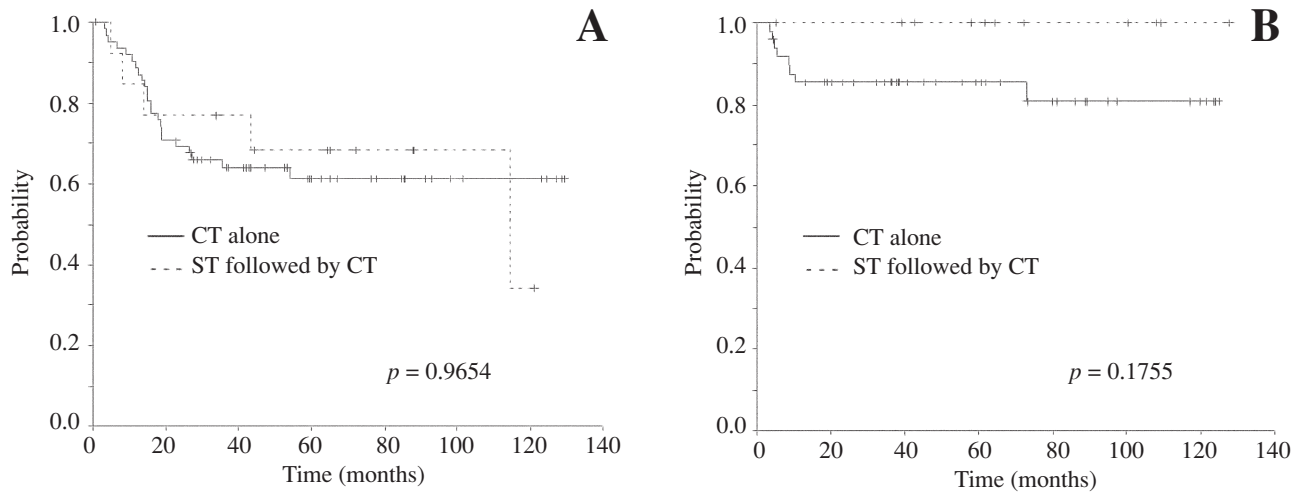 A
Probability
1.0
0.8
0.6
0.4
0.2
0.0
CT alone
ST followed by CT
p = 0.9654
0 20 40 60 80 100 120 140
Time (months)
B
Probability
1.0
0.8
0.6
0.4
0.2
0.0
CT alone
ST followed by CT
p = 0.1755
0 20 40 60 80 100 120 140
Time (months)